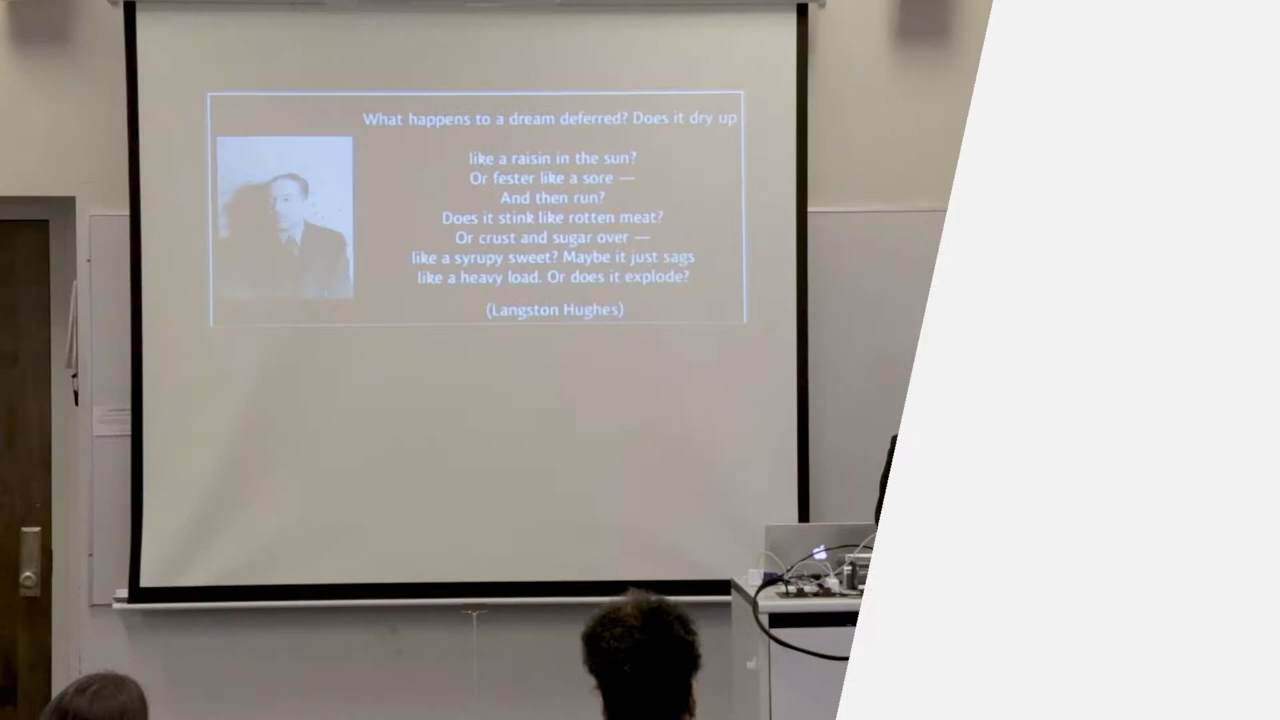 What happens to a dream deferred? Does it dry up
like a raisin in the sun?
Or fester like a sore —
And then run?
Does it stink like rotten meat?
Or crust and sugar over —
like a syrupy sweet? Maybe it just sags
like a heavy load. Or does it explode?
(Langston Hughes)